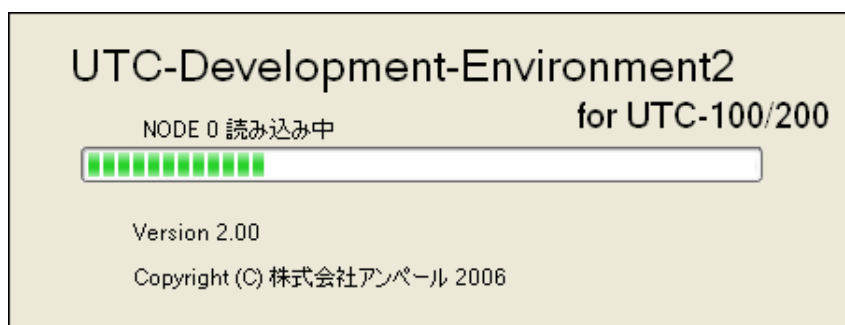 UTC-Development-Environment2
for UTC-100/200
NODE 0 読み込み中
Version 2.00
Copyright (C) 株式会社アンペール 2006